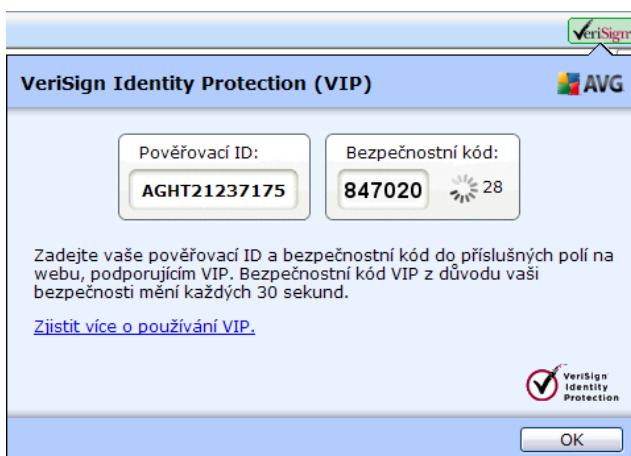 VeriSign
VeriSign Identity Protection (VIP)
AVG
Pověřovací ID:
Bezpečnostní kód:
AGHT21237175
847020
28
Zadejte vaše pověřovací ID a bezpečnostní kód do příslušných polí na
webu, podporujícím VIP. Bezpečnostní kód VIP z důvodu vaši
bezpečnosti mění každých 30 sekund.
Zjistit více o používání VIP.
VeriSign
Identity
Protection
OK